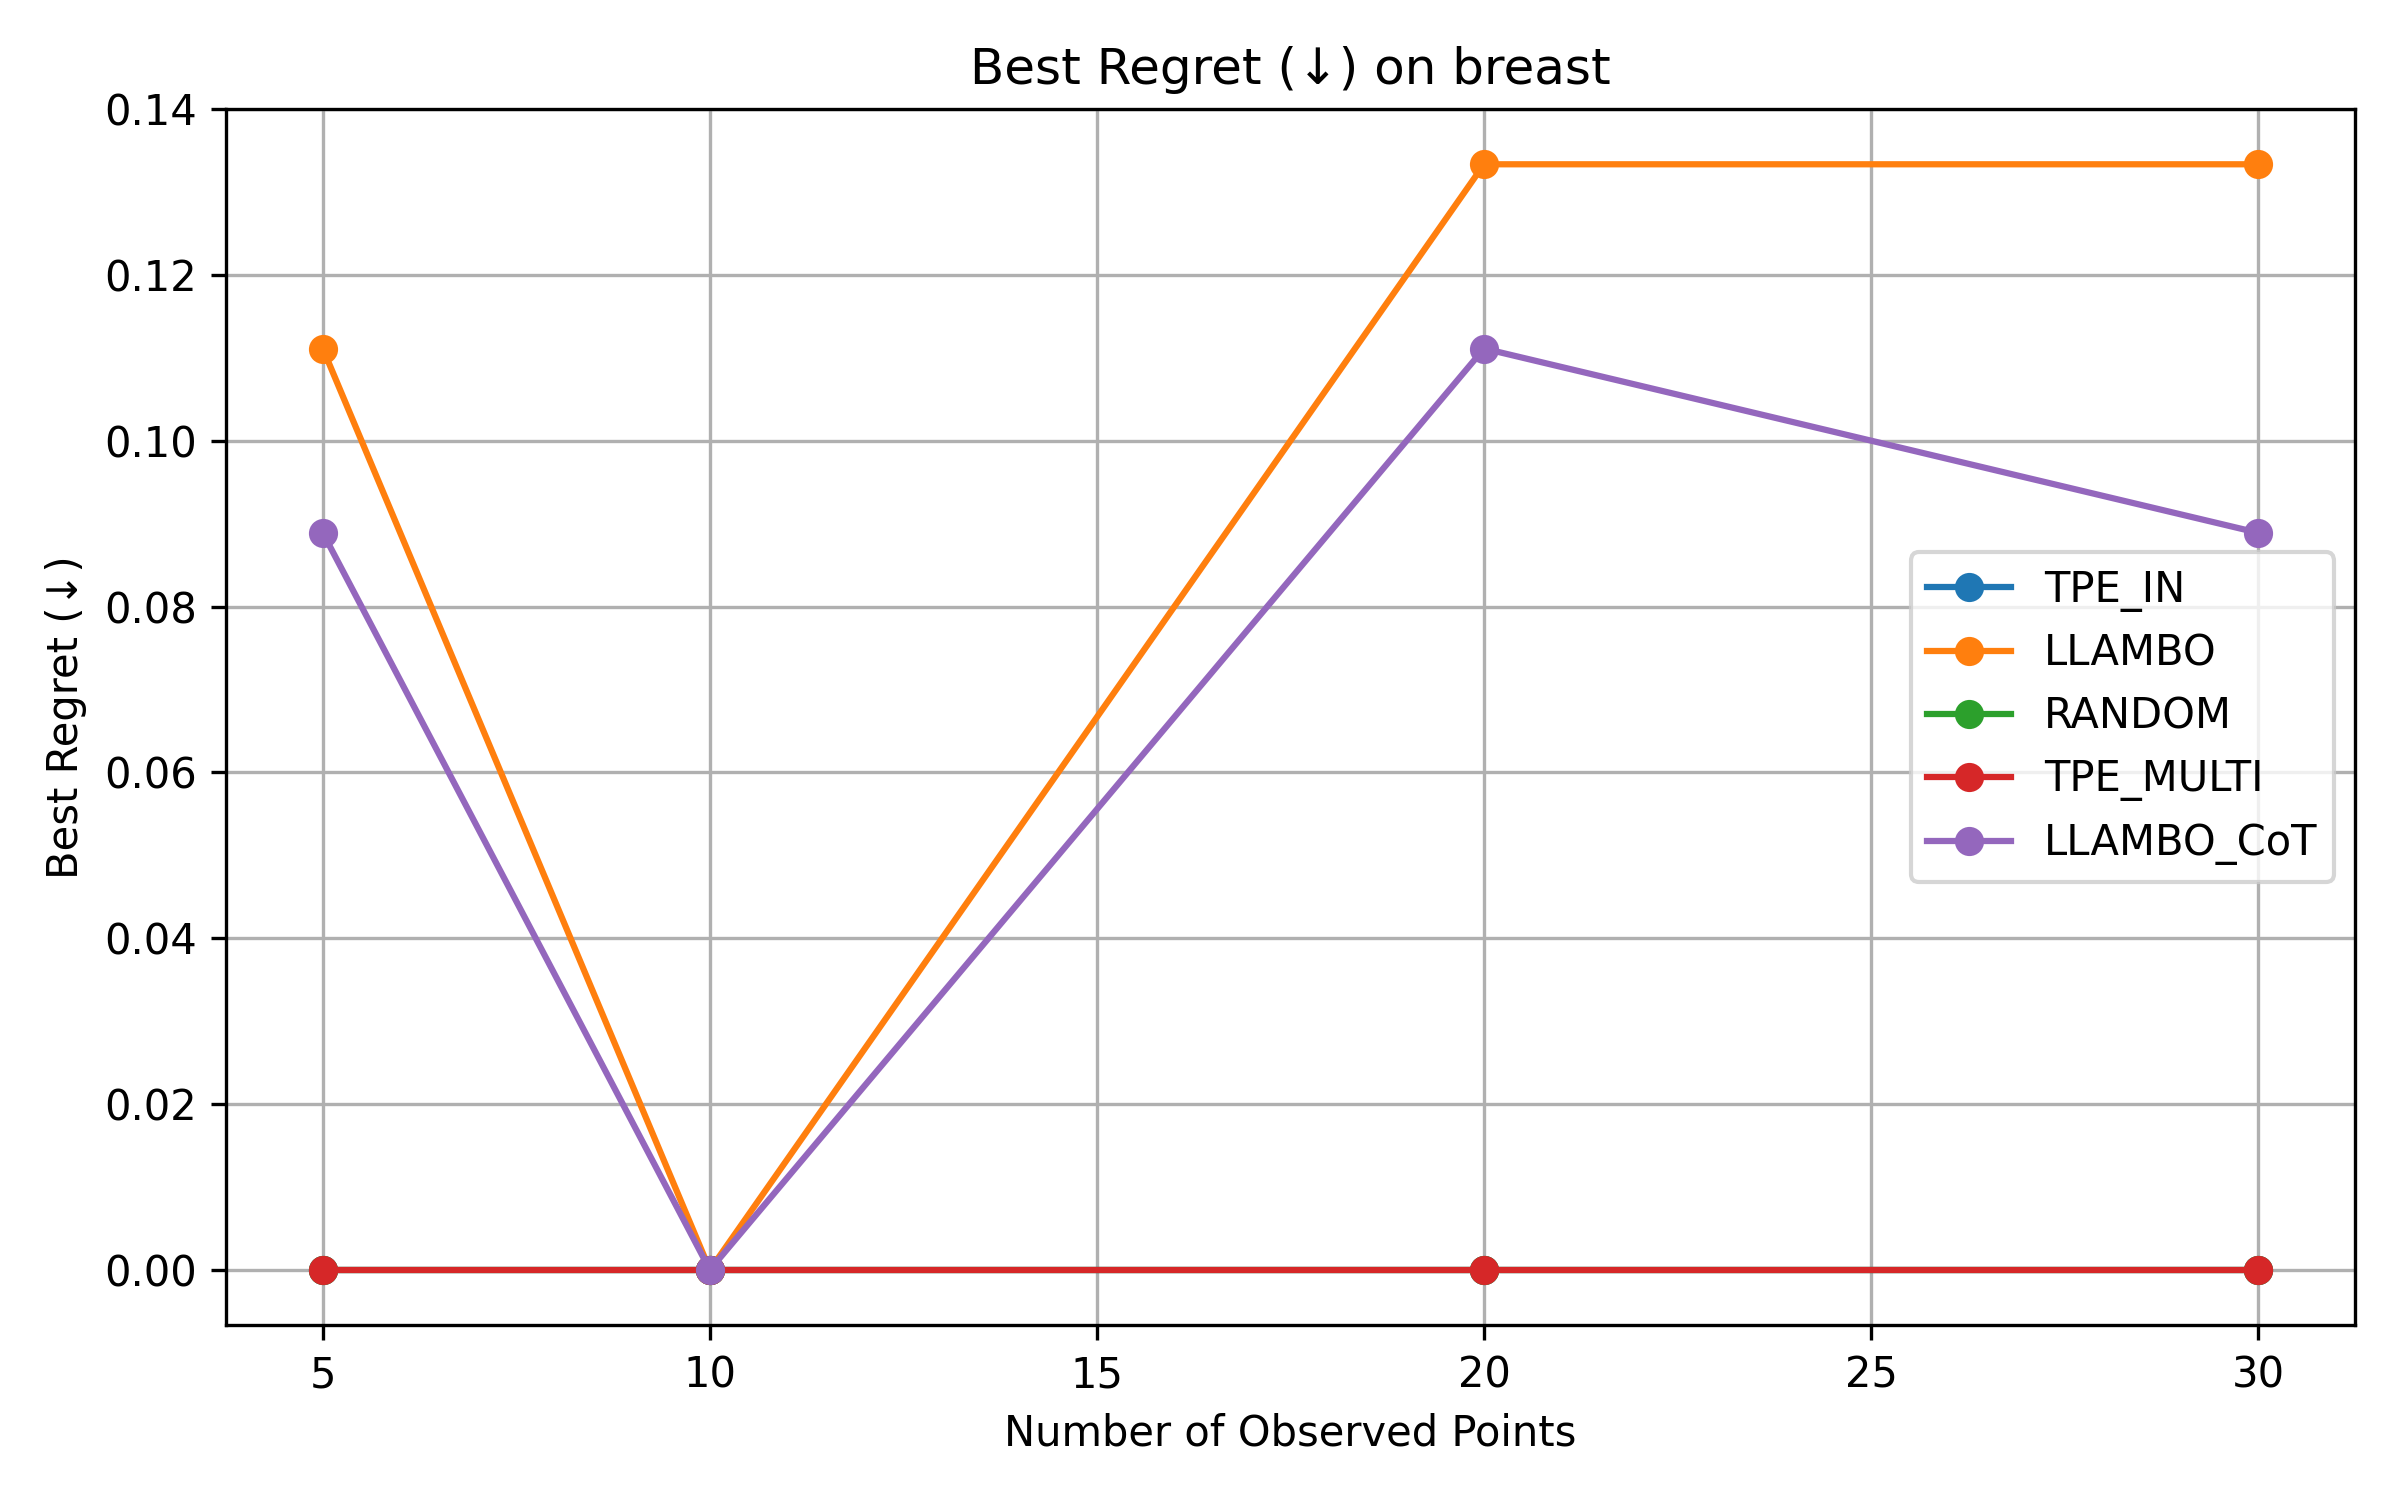 Best Regret (↓) on breast
Best Regret (↓)
0.14
0.12
0.10
0.08
0.06
0.04
0.02
0.00
TPE_IN
LLAMBO
RANDOM
TPE_MULTI
LLAMBO_CoT
5 10 15 20 25 30
Number of Observed Points